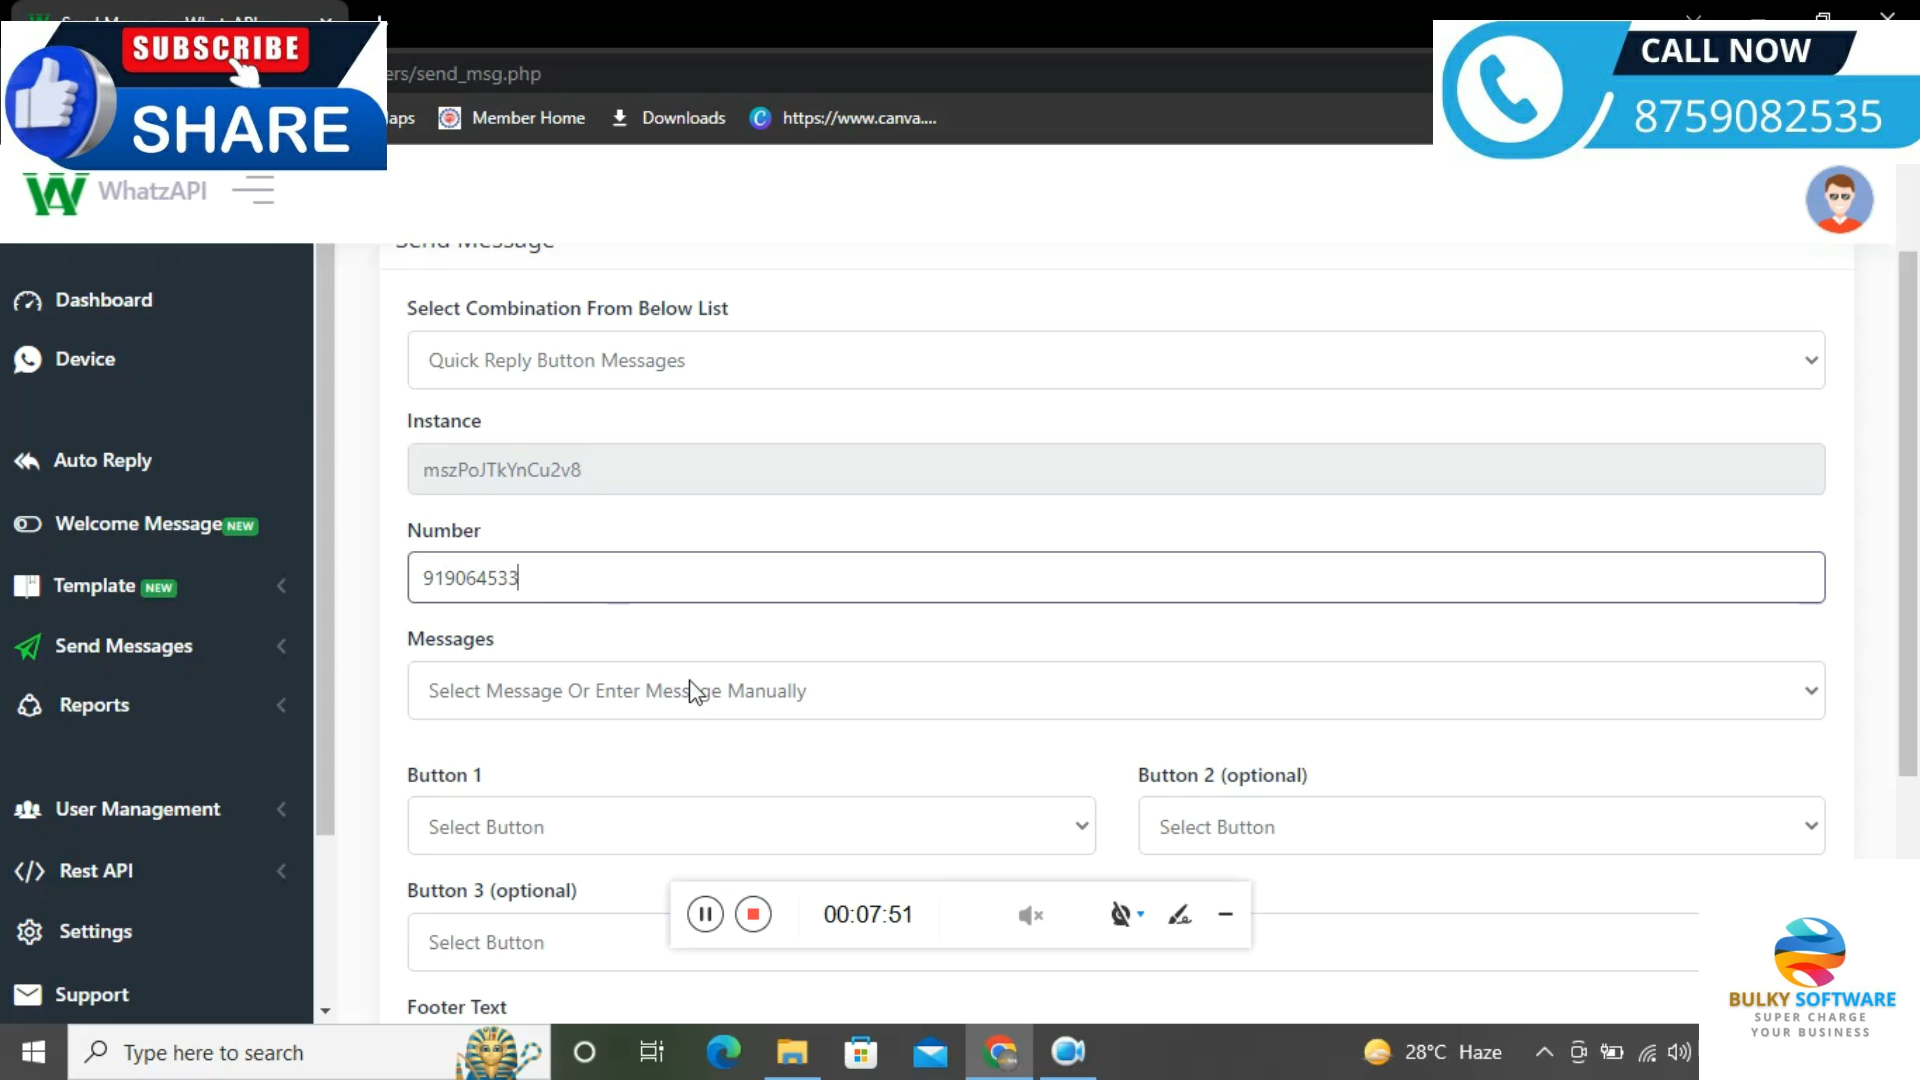 SUBSCRIBE
SHARE
ers/send_msg.php
CALL NOW
8759082535
laps
Member Home
Downloads
https://www.canva....
WhatzAPI
Send Message
Dashboard
Device
Auto Reply
Welcome Message NEW
Template NEW
Send Messages
Reports
User Management
Rest API
Settings
Support
Select Combination From Below List
Quick Reply Button Messages
Instance
mszPoJTkYnCu2v8
Number
919064533
Messages
Select Message Or Enter Message Manually
Button 1
Select Button
Button 2 (optional)
Select Button
Button 3 (optional)
Select Button
00:07:51
Footer Text
BULKY SOFTWARE
SUPER CHARGE
YOUR BUSINESS
Type here to search
28°C Haze